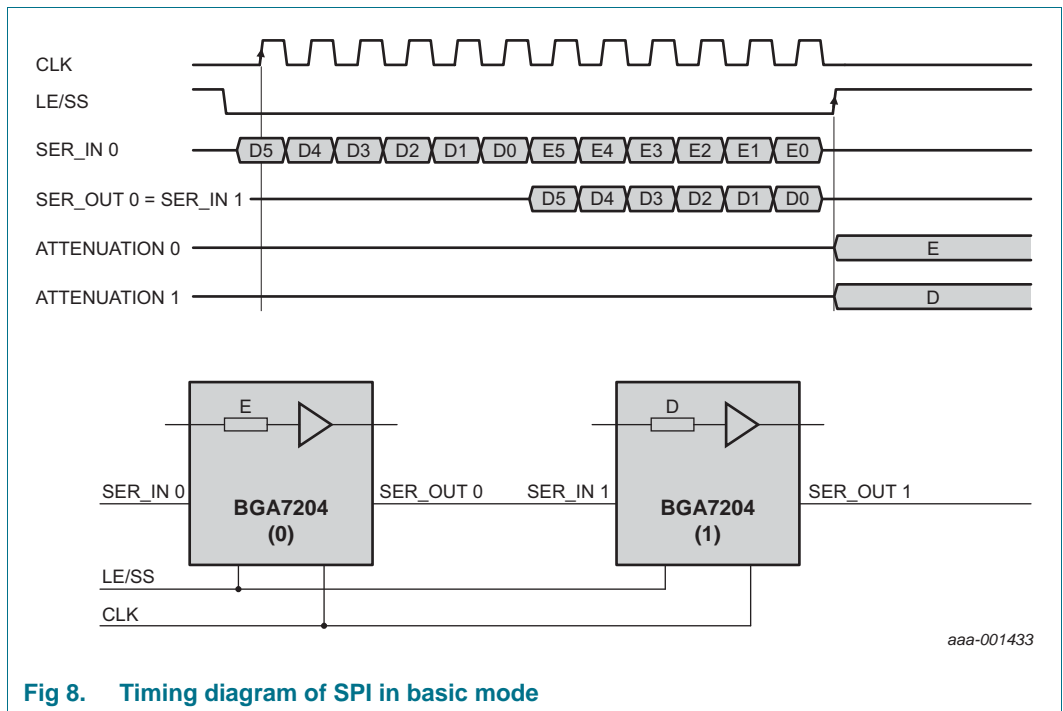 CLK
LE/SS
SER_IN 0 D5 D4 D3 D2 D1 D0 E5 E4 E3 E2 E1 E0
SER_OUT 0 = SER_IN 1 D5 D4 D3 D2 D1 D0
ATTENUATION 0 E
ATTENUATION 1 D
E D
SER_IN 0 SER_OUT 0 SER_IN 1 SER_OUT 1
BGA7204 BGA7204
(0) (1)
LE/SS
CLK
aaa-001433
Fig 8. Timing diagram of SPI in basic mode